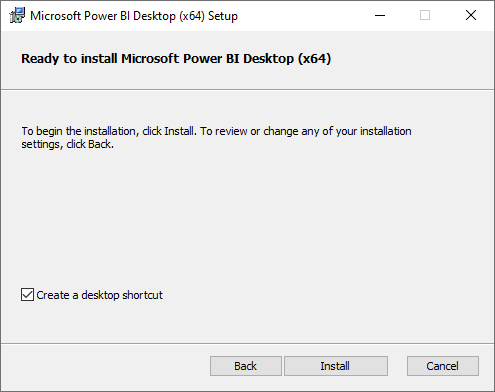 Microsoft Power BI Desktop (x64) Setup
Ready to install Microsoft Power BI Desktop (x64)
To begin the installation, click Install. To review or change any of your installation
settings, click Back.
Create a desktop shortcut
Back Install Cancel